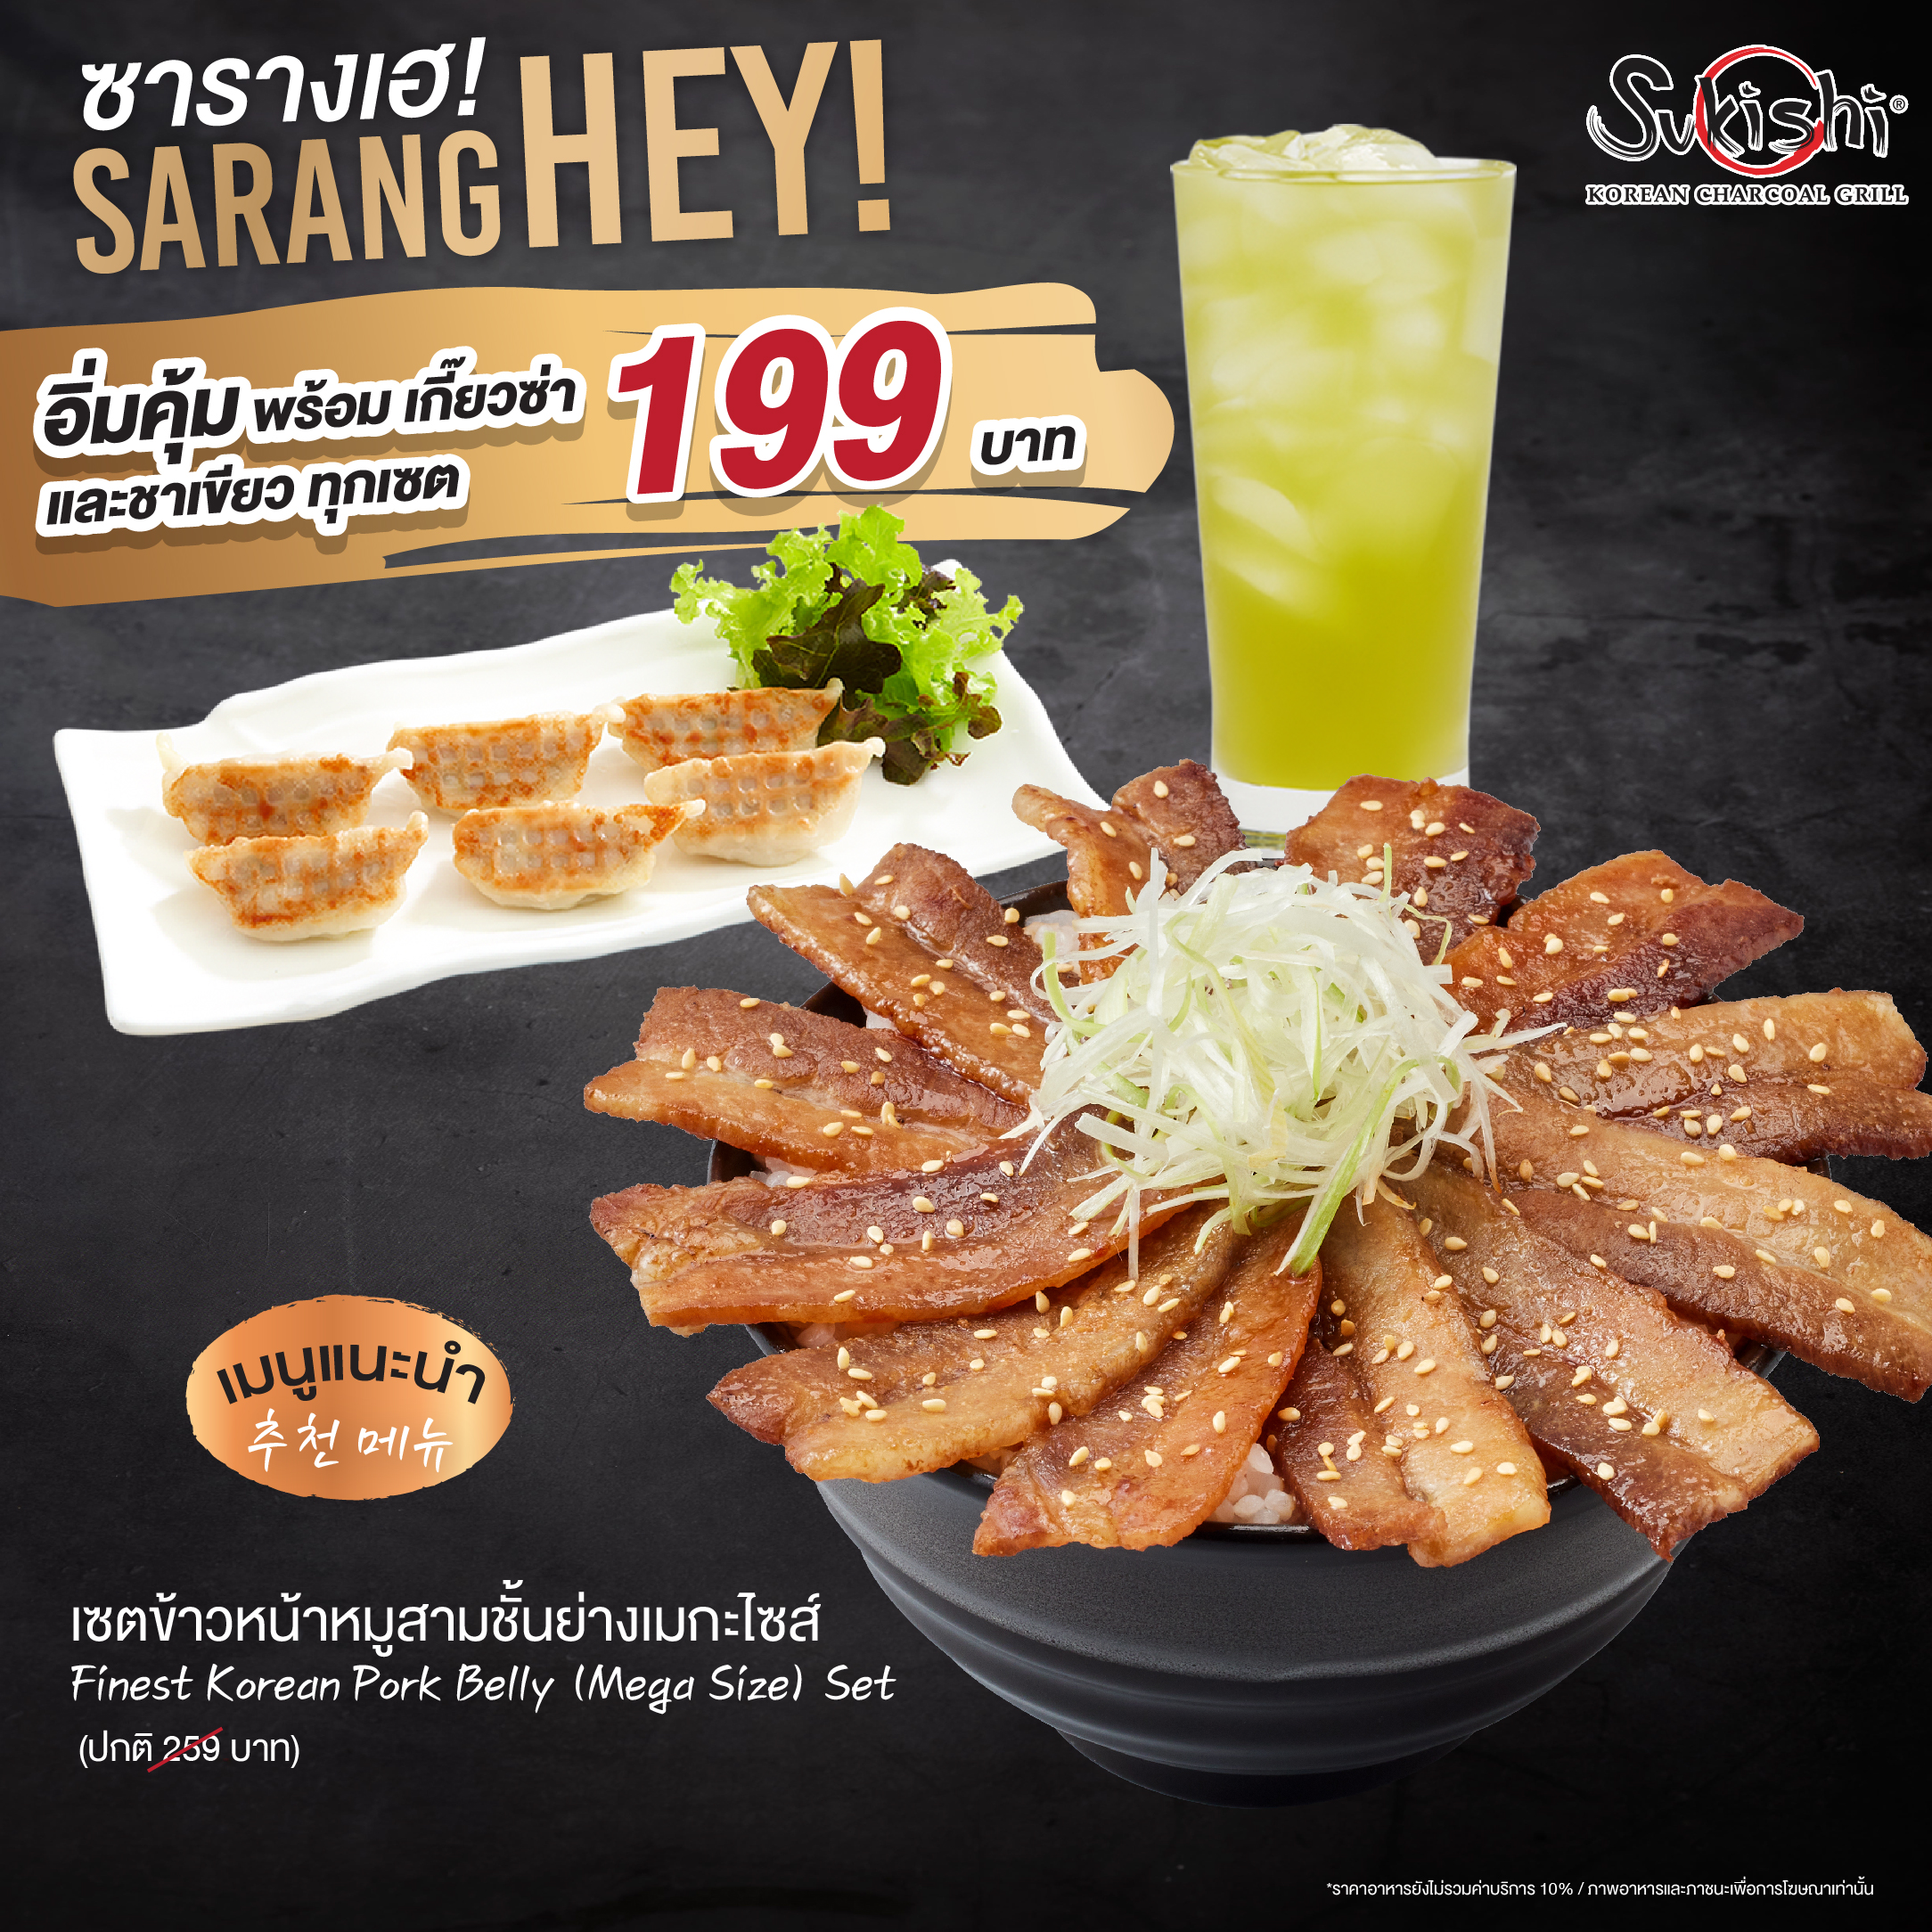 ซารางเฮ!
SARANGHEY!
Sukishi®
KOREAN CHARCOAL GRILL
อิ่มคุ้ม พร้อม เกี๊ยวซ่า
และชาเขียว ทุกเซต
199 บาท
เมนูแนะนำ
추천 메뉴
เซตข้าวหน้าหมูสามชั้นย่างเมกะไซส์
Finest Korean Pork Belly (Mega Size) Set
(ปกติ 259 บาท)
*ราคาอาหารยังไม่รวมค่าบริการ 10% / ภาพอาหารและภาชนะเพื่อการโฆษณาเท่านั้น